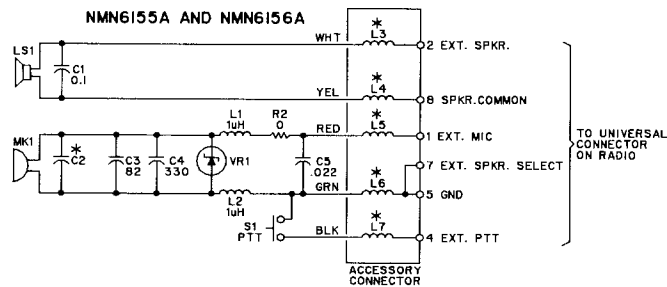 NMN6155A AND NMN6156A
LS1
C1
0.1
WHT
*
L3
2 EXT. SPKR.
YEL
*
L4
8 SPKR.COMMON
MK1
*
C2
C3
82
C4
330
L1
1uH
VR1
R2
0
RED
*
L5
1 EXT. MIC
C5
.022
7 EXT. SPKR. SELECT
L2
1uH
GRN
*
L6
5 GND
S1
PTT
BLK
*
L7
4 EXT. PTT
ACCESSORY
CONNECTOR
TO UNIVERSAL
CONNECTOR
ON RADIO